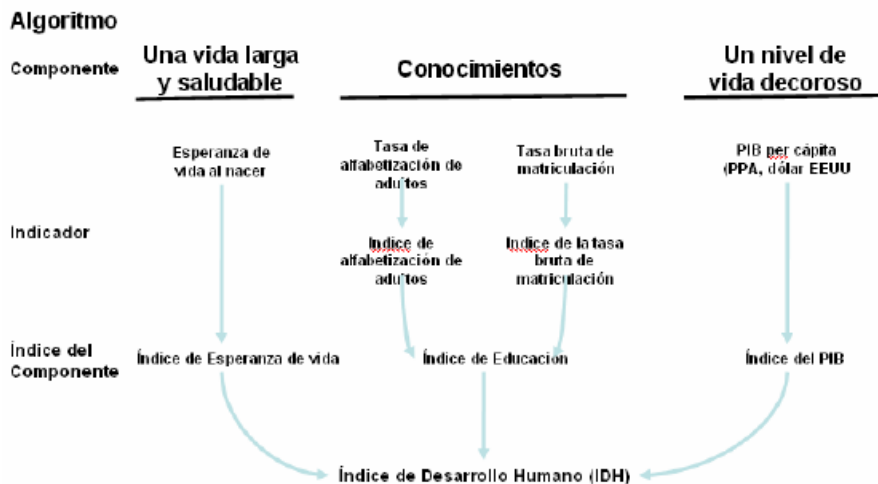 Algoritmo
Componente
Una vida larga
y saludable
Conocimientos
Un nivel de
vida decoroso
Esperanza de
vida al nacer
Tasa de
alfabetización de
adultos
Tasa bruta de
matriculación
PIB per cápita
(PPA, dólar EEUU
Indicador
Indice de
alfabetización de
adultos
Indice de la tasa
bruta de
matriculación
Índice del
Componente
Índice de Esperanza de vida
Índice de Educación
Índice del PIB
Índice de Desarrollo Humano (IDH)